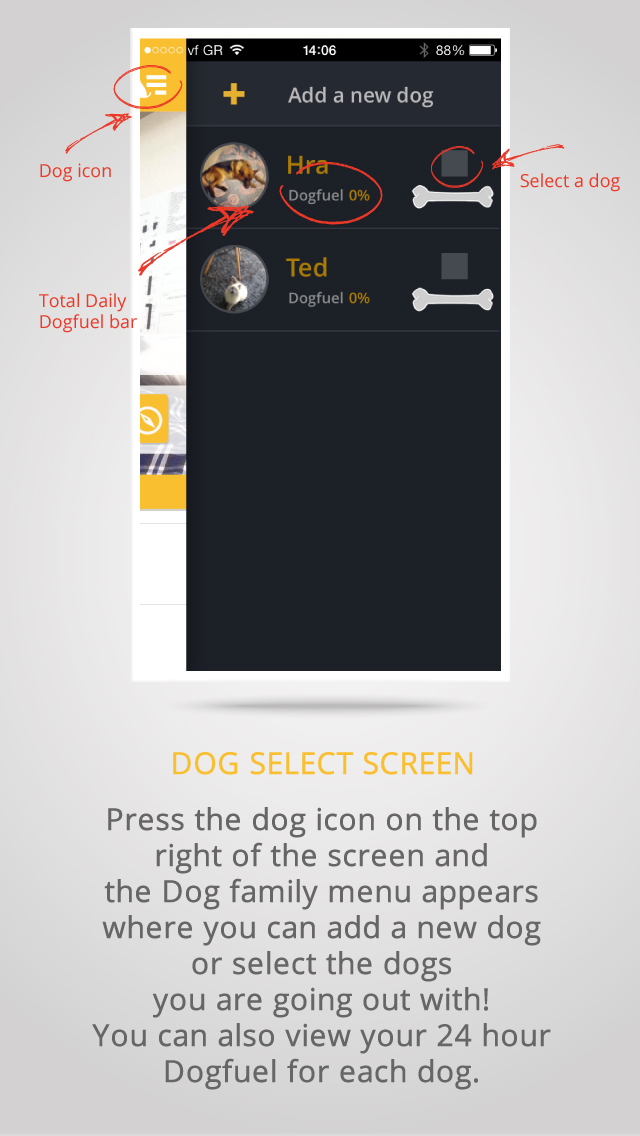 vf GR 14:06 88%
Add a new dog
Dog icon
Hra
Dogfuel 0%
Select a dog
Ted
Dogfuel 0%
Total Daily
Dogfuel bar
DOG SELECT SCREEN
Press the dog icon on the top
right of the screen and
the Dog family menu appears
where you can add a new dog
or select the dogs
you are going out with!
You can also view your 24 hour
Dogfuel for each dog.